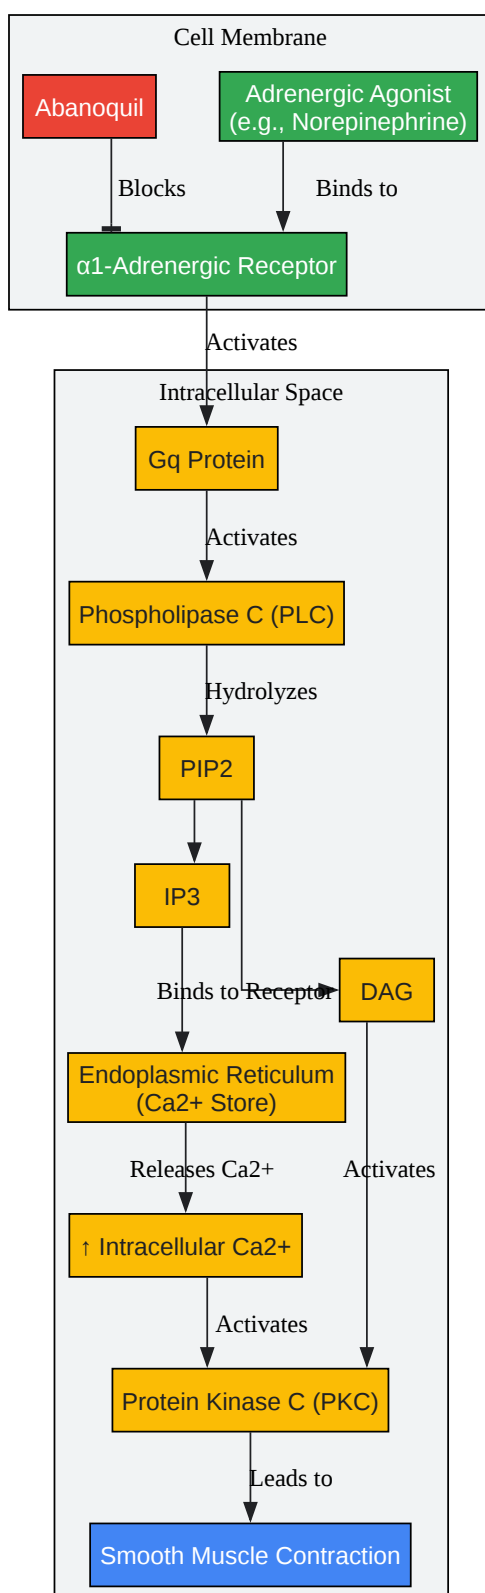 Cell Membrane
Abanoquil
Adrenergic Agonist
(e.g., Norepinephrine)
Blocks
Binds to
α1-Adrenergic Receptor
Activates
Intracellular Space
Gq Protein
Activates
Phospholipase C (PLC)
Hydrolyzes
PIP2
IP3
Binds to Receptor
DAG
Endoplasmic Reticulum
(Ca2+ Store)
Releases Ca2+
Activates
↑ Intracellular Ca2+
Activates
Protein Kinase C (PKC)
Leads to
Smooth Muscle Contraction